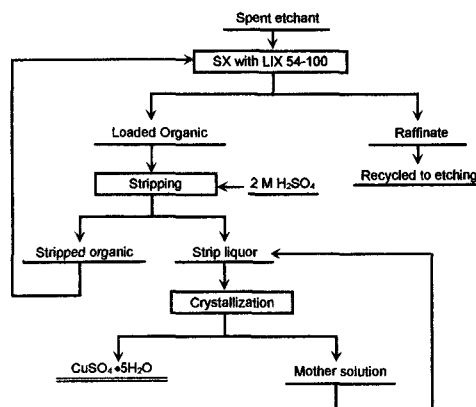 Spent etchant
SX with LIX 54-100
Loaded Organic
Raffinate
Stripping
2 M H₂SO₄
Recycled to etching
Stripped organic
Strip liquor
Crystallization
CuSO₄•5H₂O
Mother solution